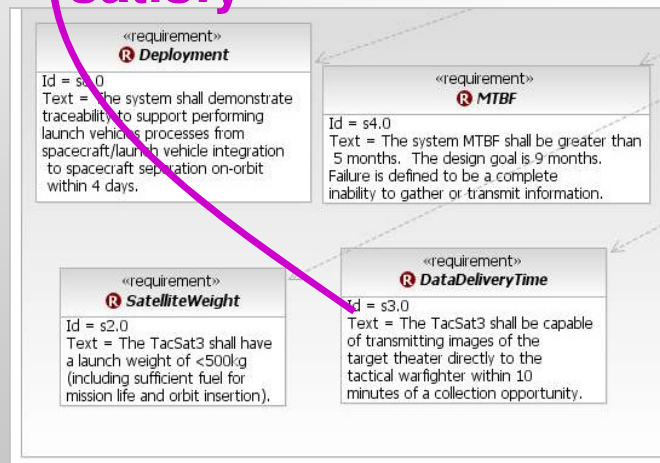 satisfy
«requirement»
R Deployment
Id = s5.0
Text = The system shall demonstrate
traceability to support performing
launch vehicles processes from
spacecraft/launch vehicle integration
to spacecraft separation on-orbit
within 4 days.
«requirement»
R MTBF
Id = s4.0
Text = The system MTBF shall be greater than
5 months. The design goal is 9 months.
Failure is defined to be a complete
inability to gather or transmit information.
«requirement»
R SatelliteWeight
Id = s2.0
Text = The TacSat3 shall have
a launch weight of <500kg
(including sufficient fuel for
mission life and orbit insertion).
«requirement»
R DataDeliveryTime
Id = s3.0
Text = The TacSat3 shall be capable
of transmitting images of the
target theater directly to the
tactical warfighter within 10
minutes of a collection opportunity.